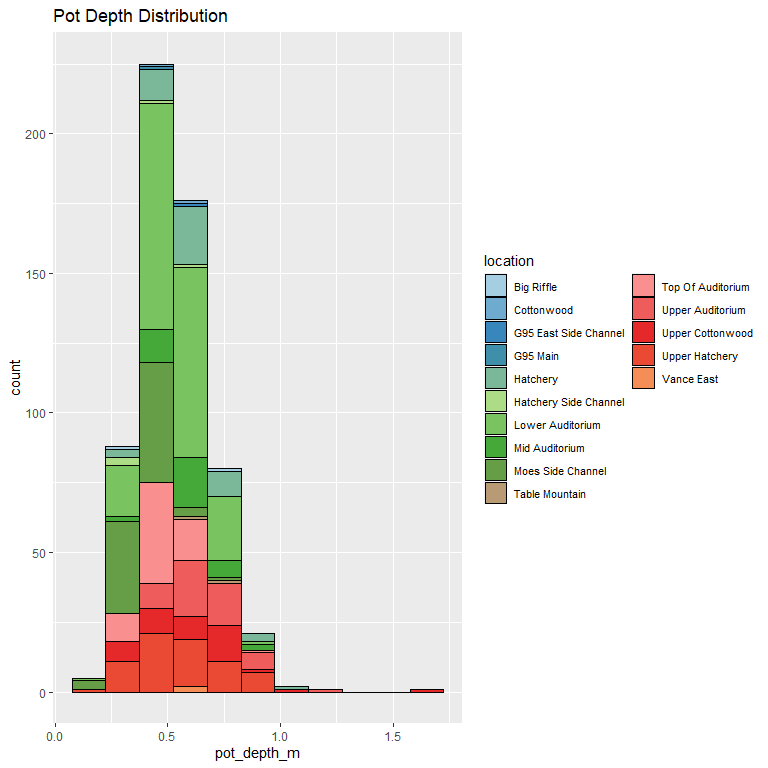 Pot Depth Distribution
count
200
150
100
50
0
0.0
0.5
1.0
1.5
pot_depth_m
location
Big Riffle
Cottonwood
G95 East Side Channel
G95 Main
Hatchery
Hatchery Side Channel
Lower Auditorium
Mid Auditorium
Moes Side Channel
Table Mountain
Top Of Auditorium
Upper Auditorium
Upper Cottonwood
Upper Hatchery
Vance East